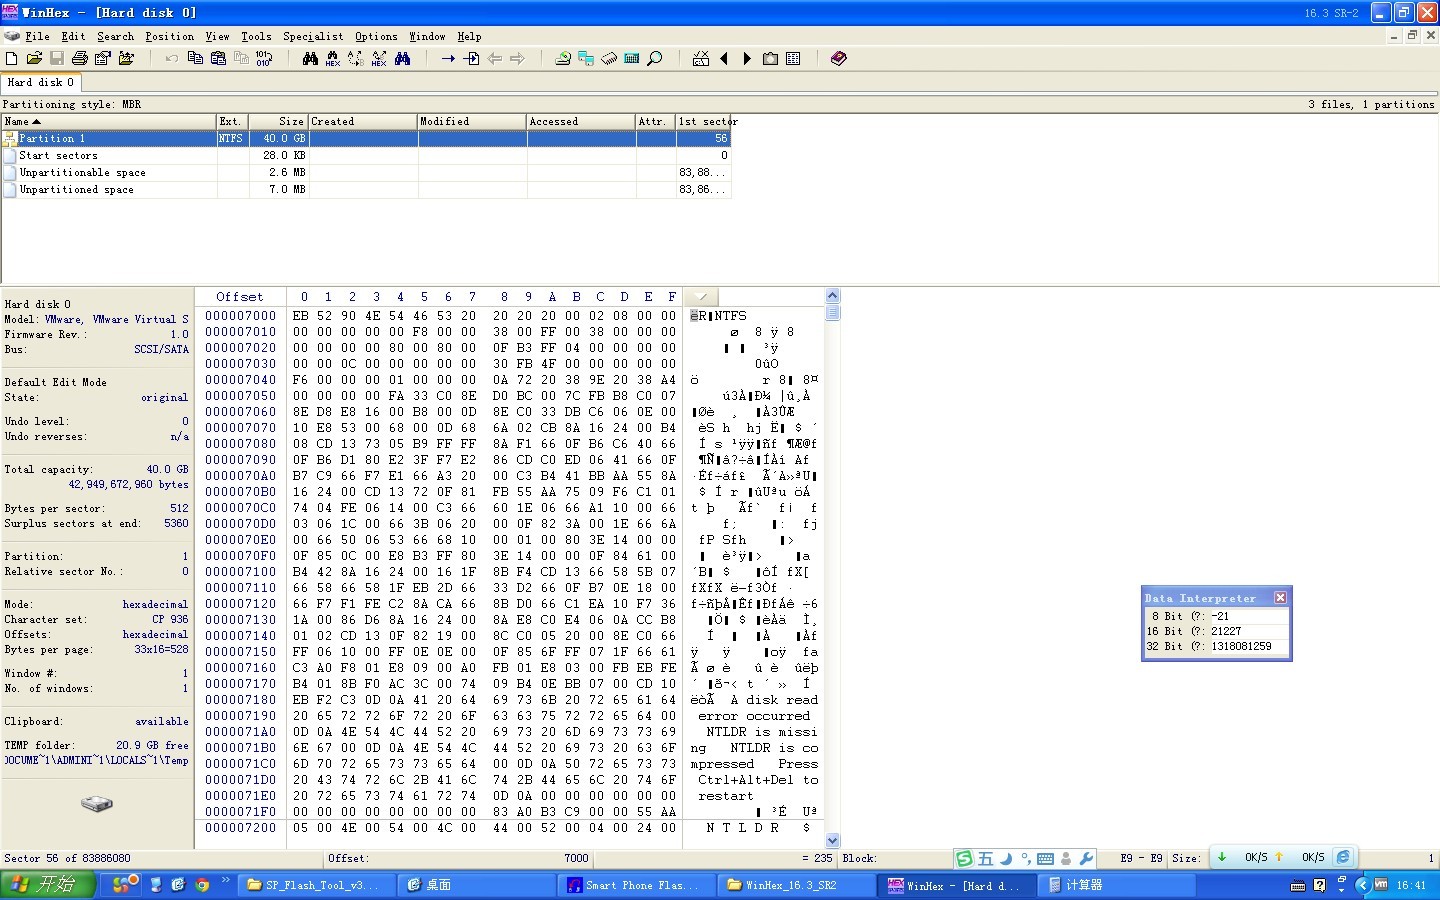 WinHex - [Hard disk 0]
16.3 SR-2
File Edit Search Position View Tools Specialist Options Window Help
Hard disk 0
Partitioning style: MBR
3 files, 1 partitions
Name Ext. Size Created Modified Accessed Attr. 1st sector
Partition 1 NTFS 40.0 GB 56
Start sectors 28.0 KB 0
Unpartitionable space 2.6 MB 83,88...
Unpartitioned space 7.0 MB 83,86...
Hard disk 0
Model: VMware, VMware Virtual S
Firmware Rev.: 1.0
Bus: SCSI/SATA
Default Edit Mode
State: original
Undo level: 0
Undo reverses: n/a
Total capacity: 40.0 GB
42,949,672,960 bytes
Bytes per sector: 512
Surplus sectors at end: 5360
Partition: 1
Relative sector No.: 0
Mode: hexadecimal
Character set: CP 936
Offsets: hexadecimal
Bytes per page: 33x16=528
Window #: 1
No. of windows: 1
Clipboard: available
TEMP folder: 20.9 GB free
OCUME~1\ADMINI~1\LOCALS~1\Temp
Offset 0 1 2 3 4 5 6 7 8 9 A B C D E F
000007000 EB 52 90 4E 54 46 53 20 20 20 20 00 02 08 00 00
000007010 00 00 00 00 00 F8 00 00 38 00 FF 00 38 00 00 00
000007020 00 00 00 00 80 00 80 00 0F B3 FF 04 00 00 00 00
000007030 00 00 0C 00 00 00 00 00 30 FB 4F 00 00 00 00 00
000007040 F6 00 00 00 01 00 00 00 0A 72 20 38 9E 20 38 A4
000007050 00 00 00 00 FA 33 C0 8E D0 BC 00 7C FB B8 C0 07
000007060 8E D8 E8 16 00 B8 00 0D 8E C0 33 DB C6 06 0E 00
000007070 10 E8 53 00 68 00 0D 68 6A 02 CB 8A 16 24 00 B4
000007080 08 CD 13 73 05 B9 FF FF 8A F1 66 0F B6 C6 40 66
000007090 0F B6 D1 80 E2 3F F7 E2 86 CD C0 ED 06 41 66 0F
0000070A0 B7 C9 66 F7 E1 66 A3 20 00 C3 B4 41 BB AA 55 8A
0000070B0 16 24 00 CD 13 72 0F 81 FB 55 AA 75 09 F6 C1 01
0000070C0 74 04 FE 06 14 00 C3 66 60 1E 06 66 A1 10 00 66
0000070D0 03 06 1C 00 66 3B 06 20 00 0F 82 3A 00 1E 66 6A
0000070E0 00 66 50 06 53 66 68 10 00 01 00 80 3E 14 00 00
0000070F0 0F 85 0C 00 E8 B3 FF 80 3E 14 00 00 0F 84 61 00
000007100 B4 42 8A 16 24 00 16 1F 8B F4 CD 13 66 58 5B 07
000007110 66 58 66 58 1F EB 2D 66 33 D2 66 0F B7 0E 18 00
000007120 66 F7 F1 FE C2 8A CA 66 8B D0 66 C1 EA 10 F7 36
000007130 1A 00 86 D6 8A 16 24 00 8A E8 C0 E4 06 0A CC B8
000007140 01 02 CD 13 0F 82 19 00 8C C0 05 20 00 8E C0 66
000007150 FF 06 10 00 FF 0E 0E 00 0F 85 6F FF 07 1F 66 61
000007160 C3 A0 F8 01 E8 09 00 A0 FB 01 E8 03 00 FB EB FE
000007170 B4 01 8B F0 AC 3C 00 74 09 B4 0E BB 07 00 CD 10
000007180 EB F2 C3 0D 0A 41 20 64 69 73 6B 20 72 65 61 64
000007190 20 65 72 72 6F 72 20 6F 63 63 75 72 72 65 64 00
0000071A0 0D 0A 4E 54 4C 44 52 20 69 73 20 6D 69 73 73 69
0000071B0 6E 67 00 0D 0A 4E 54 4C 44 52 20 69 73 20 63 6F
0000071C0 6D 70 72 65 73 73 65 64 00 0D 0A 50 72 65 73 73
0000071D0 20 43 74 72 6C 2B 41 6C 74 2B 44 65 6C 20 74 6F
0000071E0 20 72 65 73 74 61 72 74 0D 0A 00 00 00 00 00 00
0000071F0 00 00 00 00 00 00 00 00 83 A0 B3 C9 00 00 55 AA
000007200 05 00 4E 00 54 00 4C 00 44 00 52 00 04 00 24 00
ëR NTFS
A disk read
error occurred
NTLDR is missi
ng NTLDR is co
mpressed Press
Ctrl+Alt+Del to
restart
N T L D R $
Data Interpreter
8 Bit (?: -21
16 Bit (?: 21227
32 Bit (?: 1318081259
Sector 56 of 83886080
Offset: 7000
= 235
Block: E9 - E9
Size: 1
五
0K/S 0K/S
开始
SP_Flash_Tool_v3...
桌面
Smart Phone Flas...
WinHex_16.3_SR2
WinHex - [Hard d...
计算器
16:41